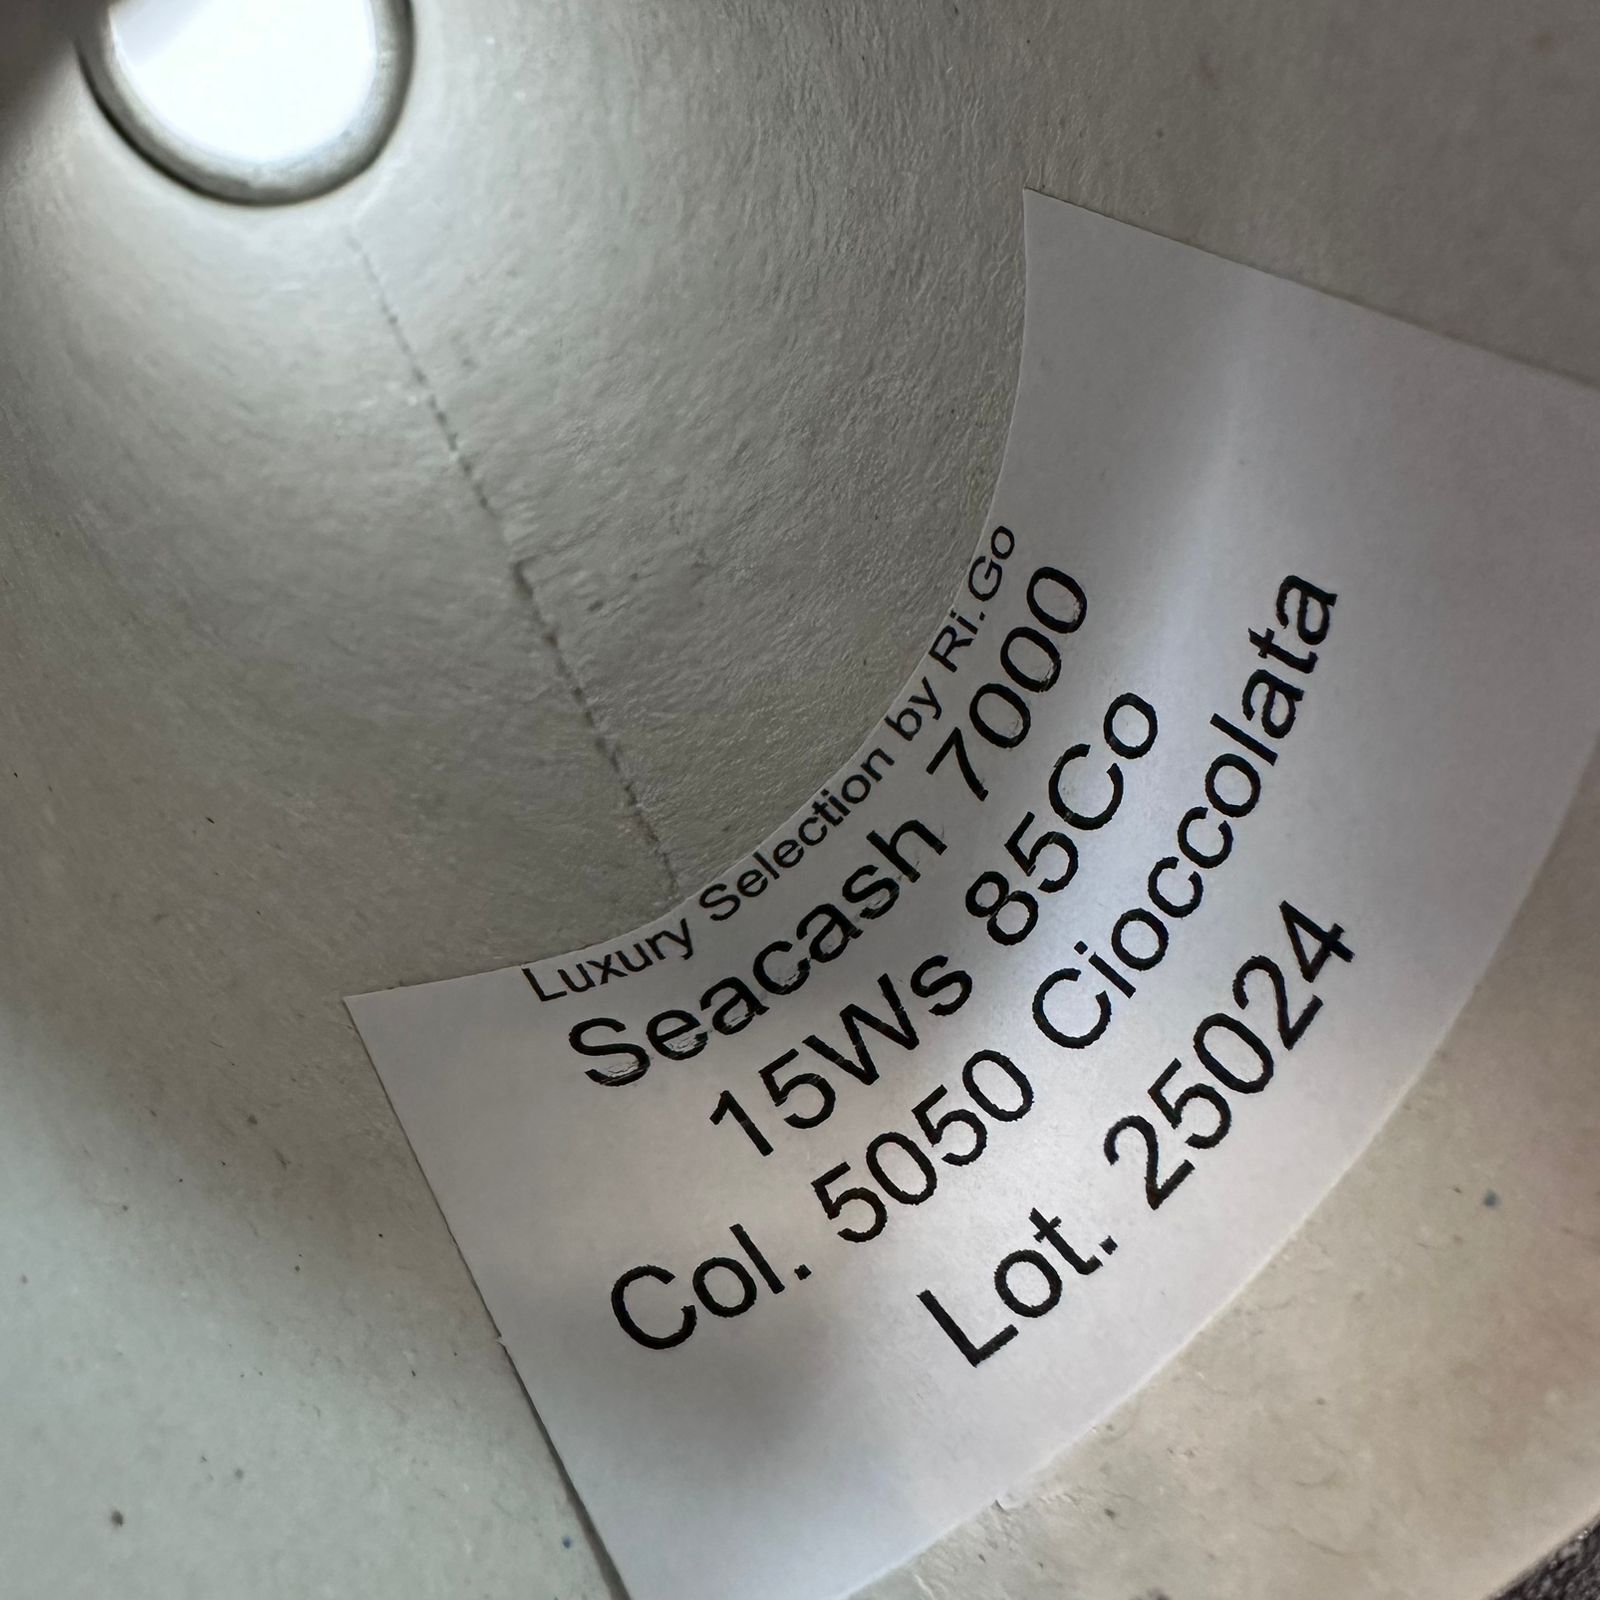 Luxury Selection by Ri.Go
Seacash 7000
15Ws 85Co
Col. 5050 Cioccolata
Lot. 25024